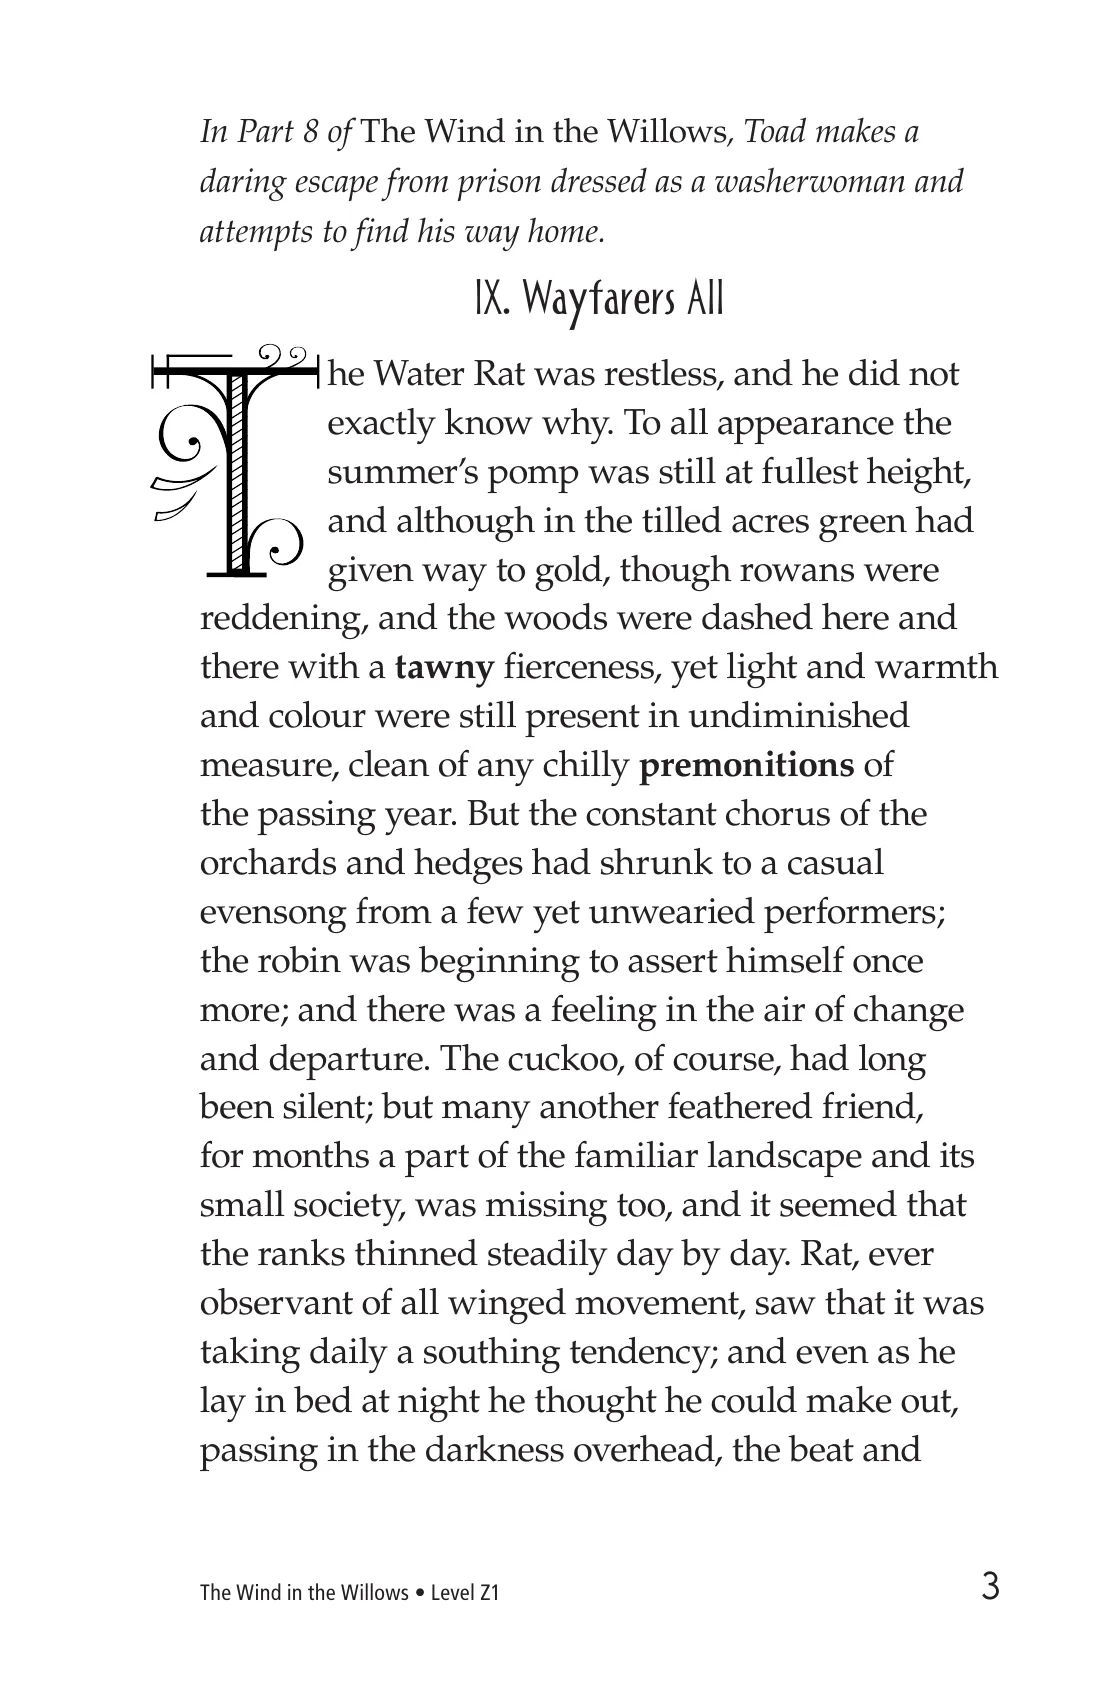 In Part 8 of The Wind in the Willows, Toad makes a
daring escape from prison dressed as a washerwoman and
attempts to find his way home.
IX. Wayfarers All
The Water Rat was restless, and he did not
exactly know why. To all appearance the
summer’s pomp was still at fullest height,
and although in the tilled acres green had
given way to gold, though rowans were
reddening, and the woods were dashed here and
there with a tawny fierceness, yet light and warmth
and colour were still present in undiminished
measure, clean of any chilly premonitions of
the passing year. But the constant chorus of the
orchards and hedges had shrunk to a casual
evensong from a few yet unwearied performers;
the robin was beginning to assert himself once
more; and there was a feeling in the air of change
and departure. The cuckoo, of course, had long
been silent; but many another feathered friend,
for months a part of the familiar landscape and its
small society, was missing too, and it seemed that
the ranks thinned steadily day by day. Rat, ever
observant of all winged movement, saw that it was
taking daily a southing tendency; and even as he
lay in bed at night he thought he could make out,
passing in the darkness overhead, the beat and
The Wind in the Willows • Level Z1 3